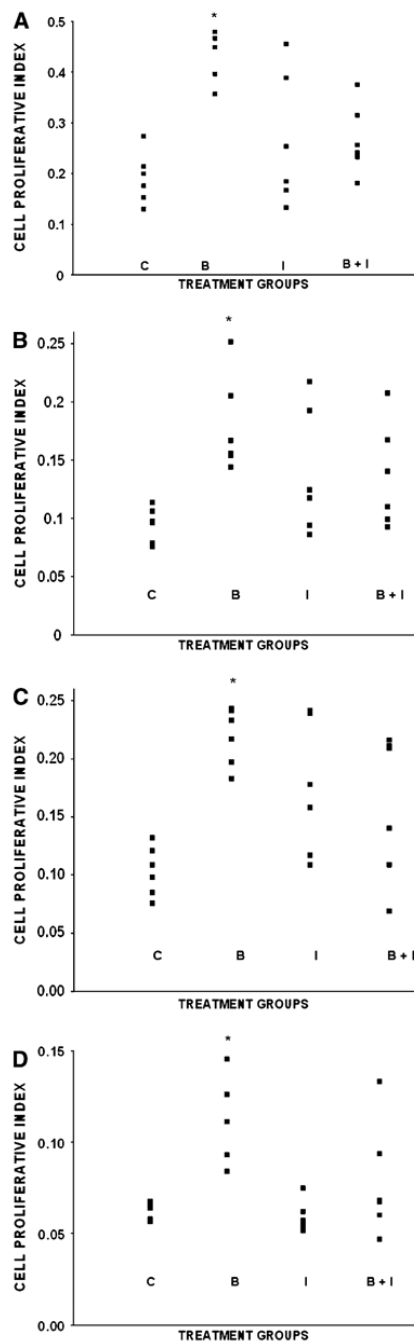 A
CELL PROLIFERATIVE INDEX
0.5
0.4
0.3
0.2
0.1
0
*
C B I B + I
TREATMENT GROUPS
B
CELL PROLIFERATIVE INDEX
0.25
0.20
0.15
0.1
0.05
0
*
C B I B + I
TREATMENT GROUPS
C
CELL PROLIFERATIVE INDEX
0.25
0.20
0.15
0.10
0.05
0.00
*
C B I B + I
TREATMENT GROUPS
D
CELL PROLIFERATIVE INDEX
0.15
0.10
0.05
0.00
*
C B I B + I
TREATMENT GROUPS